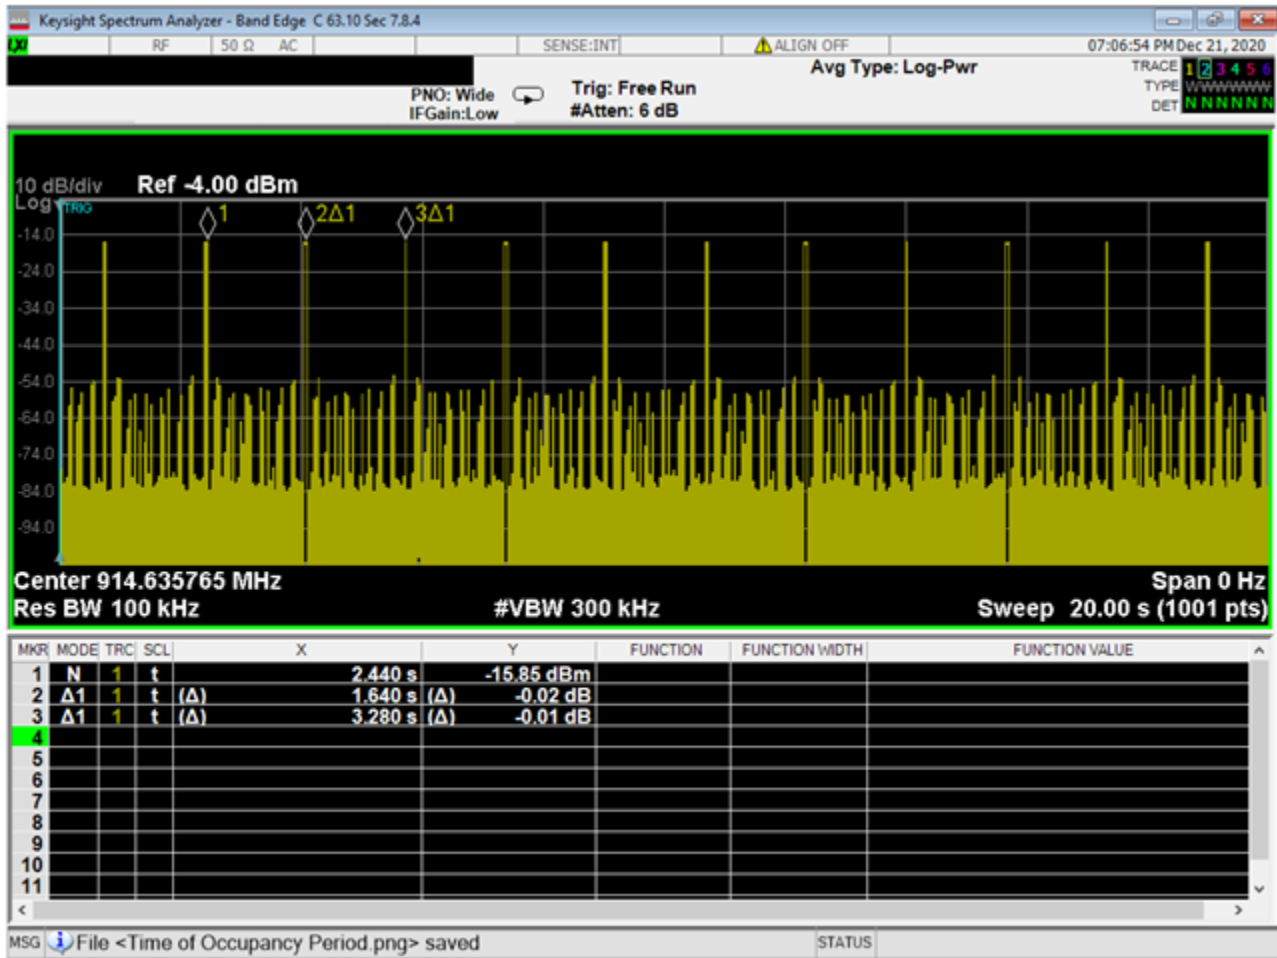 Keysight Spectrum Analyzer - Band Edge C 63.10 Sec 7.8.4
LXI RF 50 Ω AC SENSE:INT ALIGN OFF 07:06:54 PM Dec 21, 2020
Avg Type: Log-Pwr TRACE 1 2 3 4 5 6
PNO: Wide Trig: Free Run TYPE WWWWWW
IFGain:Low #Atten: 6 dB DET N N N N N N
10 dB/div Ref -4.00 dBm
Log
TRIG 1 2Δ1 3Δ1
-14.0
-24.0
-34.0
-44.0
-54.0
-64.0
-74.0
-84.0
-94.0
Center 914.635765 MHz Span 0 Hz
Res BW 100 kHz #VBW 300 kHz Sweep 20.00 s (1001 pts)
MKR MODE TRC SCL X Y FUNCTION FUNCTION WIDTH FUNCTION VALUE
1 N 1 t 2.440 s -15.85 dBm
2 Δ1 1 t (Δ) 1.640 s (Δ) -0.02 dB
3 Δ1 1 t (Δ) 3.280 s (Δ) -0.01 dB
4
5
6
7
8
9
10
11
MSG File <Time of Occupancy Period.png> saved STATUS